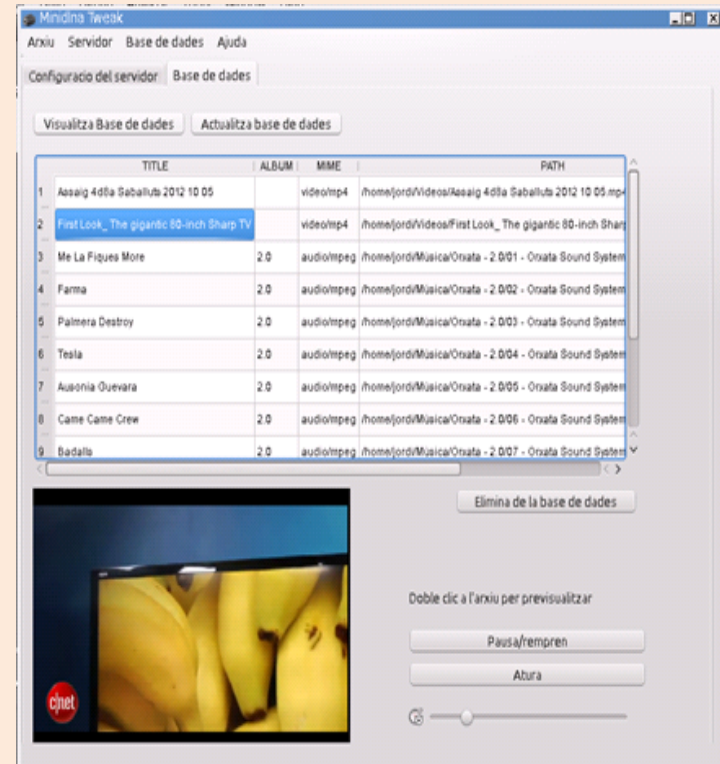 Minidlna Tweak
Arxiu Servidor Base de dades Ajuda
Configuracio del servidor Base de dades
Visualitza Base de dades Actualitza base de dades
TITLE ALBUM MIME PATH
1 Assaig 4d8a Saballuts 2012 10 05 video/mp4 /home/jordi/Videos/Assaig 4d8a Saballuts 2012 10 05.mp4
2 First Look_ The gigantic 80-inch Sharp TV video/mp4 /home/jordi/Videos/First Look_ The gigantic 80-inch Sharp
3 Me La Fiques More 2.0 audio/mpeg /home/jordi/Música/Orxata - 2.0/01 - Orxata Sound System
4 Farma 2.0 audio/mpeg /home/jordi/Música/Orxata - 2.0/02 - Orxata Sound System
5 Palmera Destroy 2.0 audio/mpeg /home/jordi/Música/Orxata - 2.0/03 - Orxata Sound System
6 Tesla 2.0 audio/mpeg /home/jordi/Música/Orxata - 2.0/04 - Orxata Sound System
7 Ausonia Guevara 2.0 audio/mpeg /home/jordi/Música/Orxata - 2.0/05 - Orxata Sound System
8 Came Came Crew 2.0 audio/mpeg /home/jordi/Música/Orxata - 2.0/06 - Orxata Sound System
9 Badalls 2.0 audio/mpeg /home/jordi/Música/Orxata - 2.0/07 - Orxata Sound System
Elimina de la base de dades
Doble clic a l'arxiu per previsualitzar
Pausa/rempren
Atura
c|net